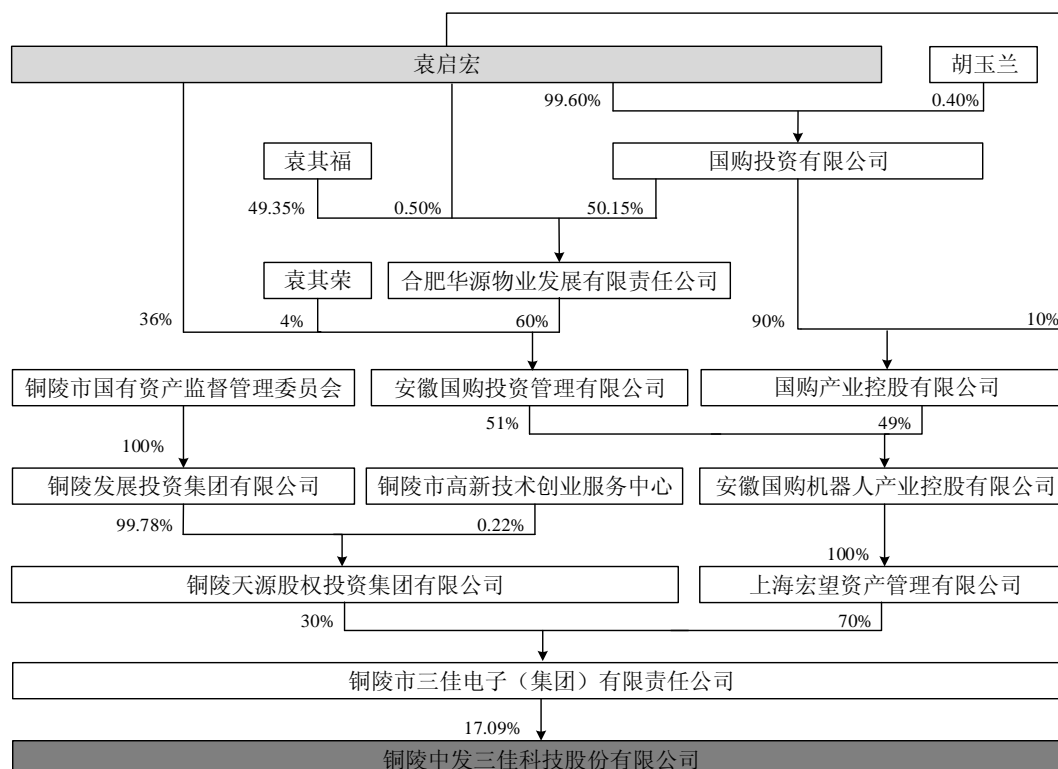 袁启宏
胡玉兰
99.60%
0.40%
袁其福
国购投资有限公司
49.35%
0.50%
50.15%
袁其荣
合肥华源物业发展有限责任公司
36%
4%
60%
90%
10%
铜陵市国有资产监督管理委员会
安徽国购投资管理有限公司
国购产业控股有限公司
100%
51%
49%
铜陵发展投资集团有限公司
铜陵市高新技术创业服务中心
安徽国购机器人产业控股有限公司
99.78%
0.22%
100%
铜陵天源股权投资集团有限公司
上海宏望资产管理有限公司
30%
70%
铜陵市三佳电子（集团）有限责任公司
17.09%
铜陵中发三佳科技股份有限公司